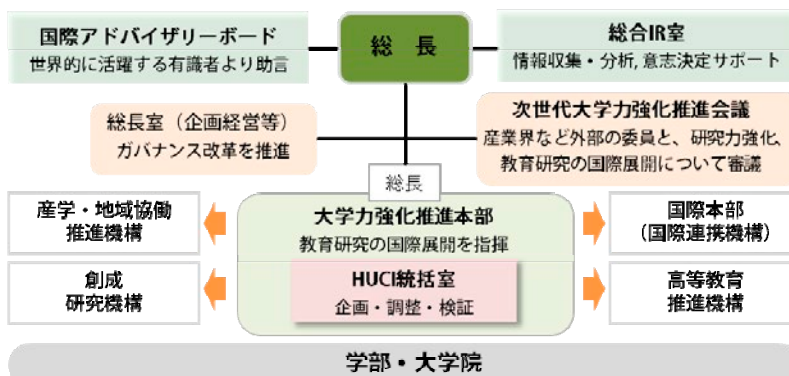 国際アドバイザリーボード
世界的に活躍する有識者より助言
総 長
総合IR室
情報収集・分析, 意志決定サポート
総長室（企画経営等）
ガバナンス改革を推進
次世代大学力強化推進会議
産業界など外部の委員と、研究力強化、
教育研究の国際展開について審議
総長
大学力強化推進本部
教育研究の国際展開を指揮
HUCI統括室
企画・調整・検証
産学・地域協働
推進機構
創成
研究機構
国際本部
（国際連携機構）
高等教育
推進機構
学部・大学院